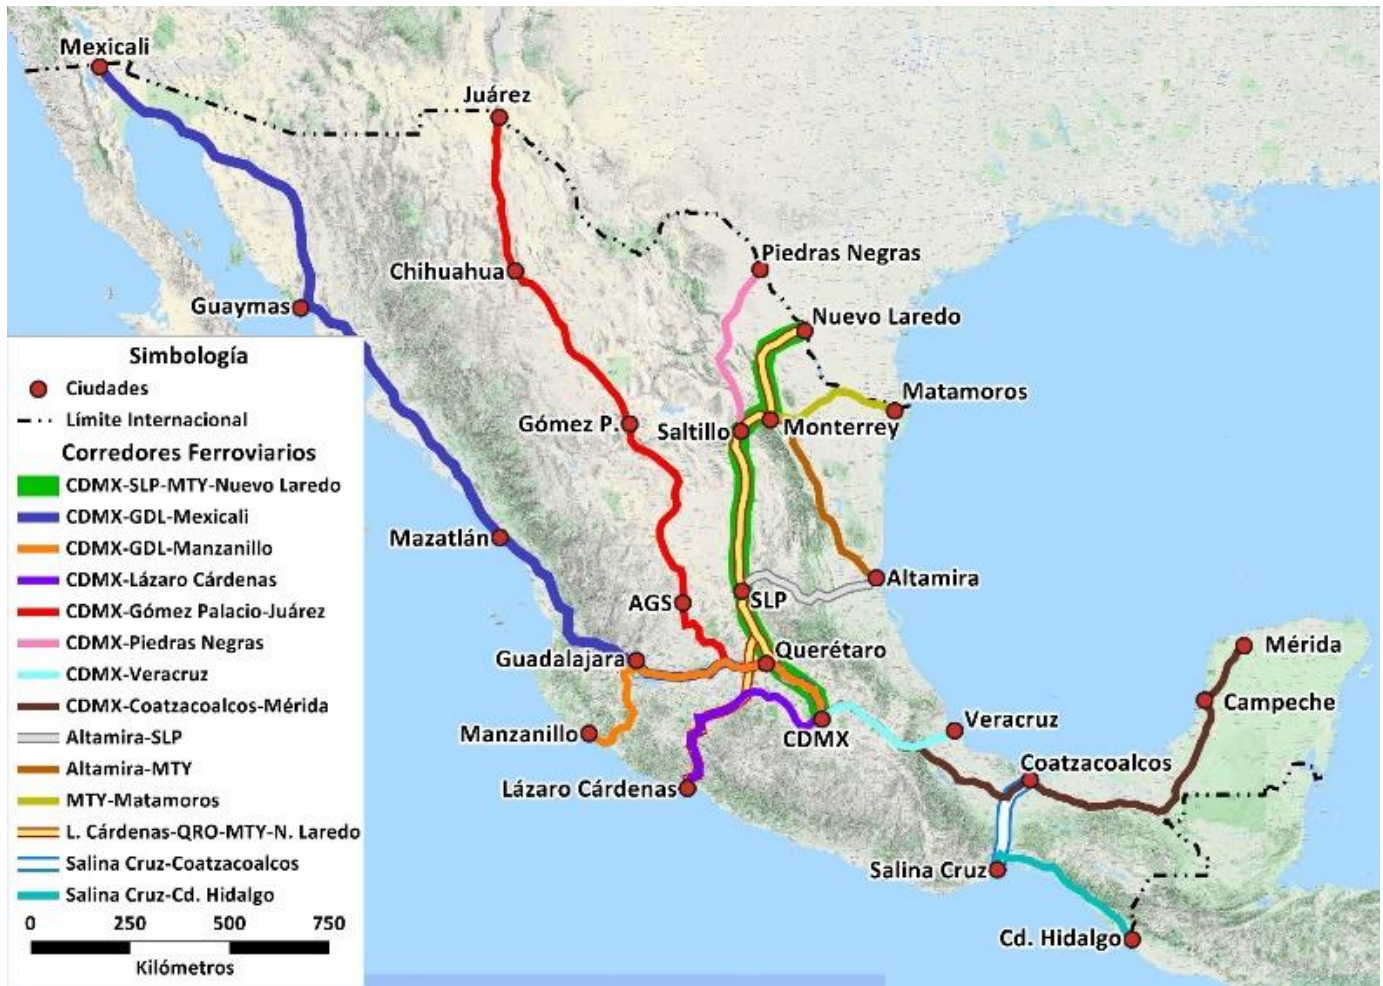 Mexicali
Juárez
Piedras Negras
Chihuahua
Guaymas
Nuevo Laredo
Matamoros
Gómez P.
Saltillo
Monterrey
Mazatlán
Altamira
AGS
SLP
Guadalajara
Querétaro
Mérida
Campeche
Manzanillo
CDMX
Veracruz
Coatzacoalcos
Lázaro Cárdenas
Salina Cruz
Cd. Hidalgo
Simbología
Ciudades
Límite Internacional
Corredores Ferroviarios
CDMX-SLP-MTY-Nuevo Laredo
CDMX-GDL-Mexicali
CDMX-GDL-Manzanillo
CDMX-Lázaro Cárdenas
CDMX-Gómez Palacio-Juárez
CDMX-Piedras Negras
CDMX-Veracruz
CDMX-Coatzacoalcos-Mérida
Altamira-SLP
Altamira-MTY
MTY-Matamoros
L. Cárdenas-QRO-MTY-N. Laredo
Salina Cruz-Coatzacoalcos
Salina Cruz-Cd. Hidalgo
0 250 500 750
Kilómetros